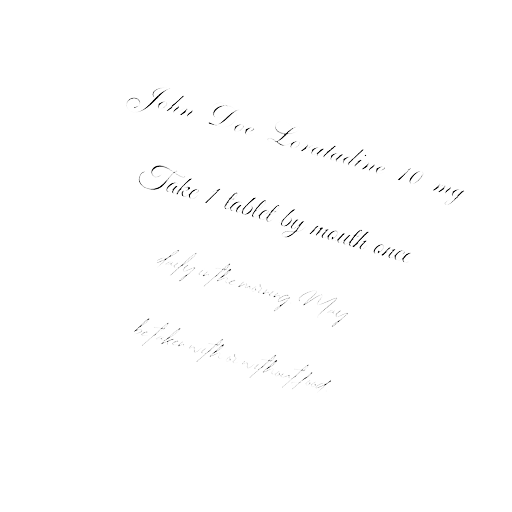 John Doe Loratadine 10 mg
Take 1 tablet by mouth once
daily in the morning May
be taken with or without food